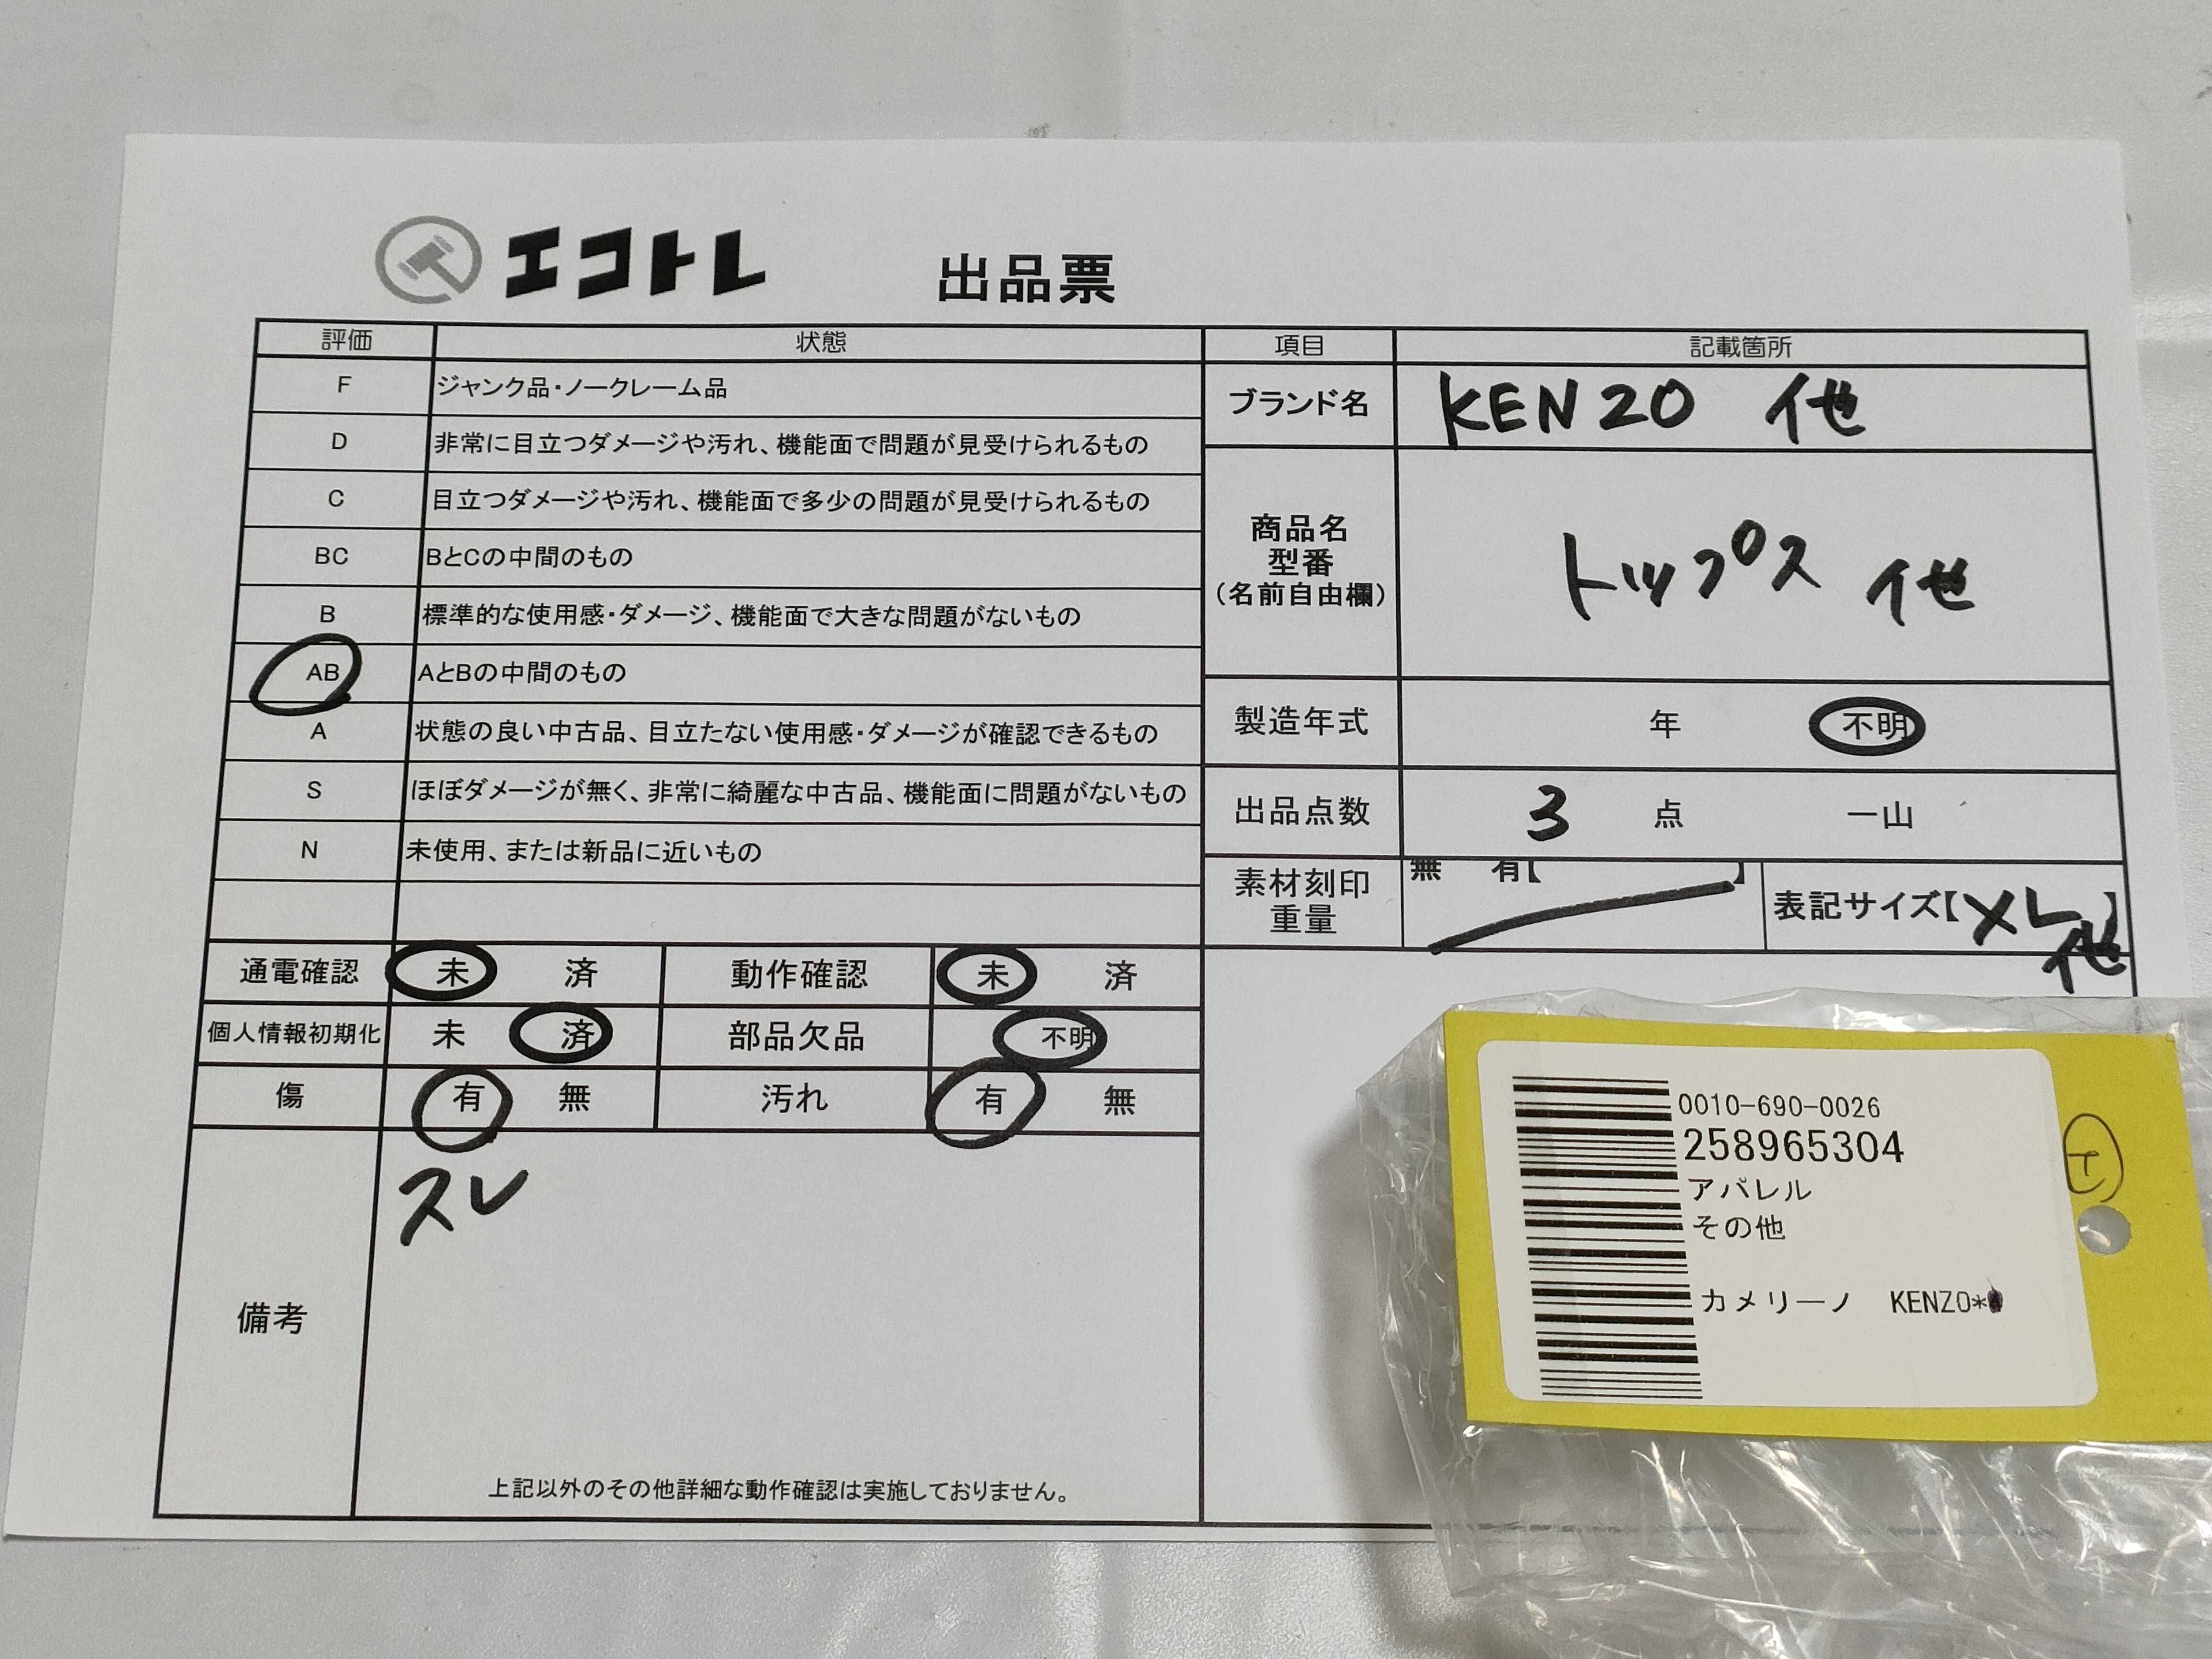 エコトレ 出品票
評価 状態
F ジャンク品・ノークレーム品
D 非常に目立つダメージや汚れ、機能面で問題が見受けられるもの
C 目立つダメージや汚れ、機能面で多少の問題が見受けられるもの
BC BとCの中間のもの
B 標準的な使用感・ダメージ、機能面で大きな問題がないもの
AB AとBの中間のもの
A 状態の良い中古品、目立たない使用感・ダメージが確認できるもの
S ほぼダメージが無く、非常に綺麗な中古品、機能面に問題がないもの
N 未使用、または新品に近いもの
項目 記載箇所
ブランド名 KENZO 他
商品名
型番
(名前自由欄)
トップス 他
製造年式 年 不明
出品点数 3 点 一山
素材刻印
重量
無 有【 】
表記サイズ【XL】
他
通電確認 未 済 動作確認 未 済
個人情報初期化 未 済 部品欠品 不明
傷 有 無 汚れ 有 無
備考
スレ
上記以外のその他詳細な動作確認は実施しておりません。
0010-690-0026
258965304
アパレル
その他
カメリーノ KENZO*